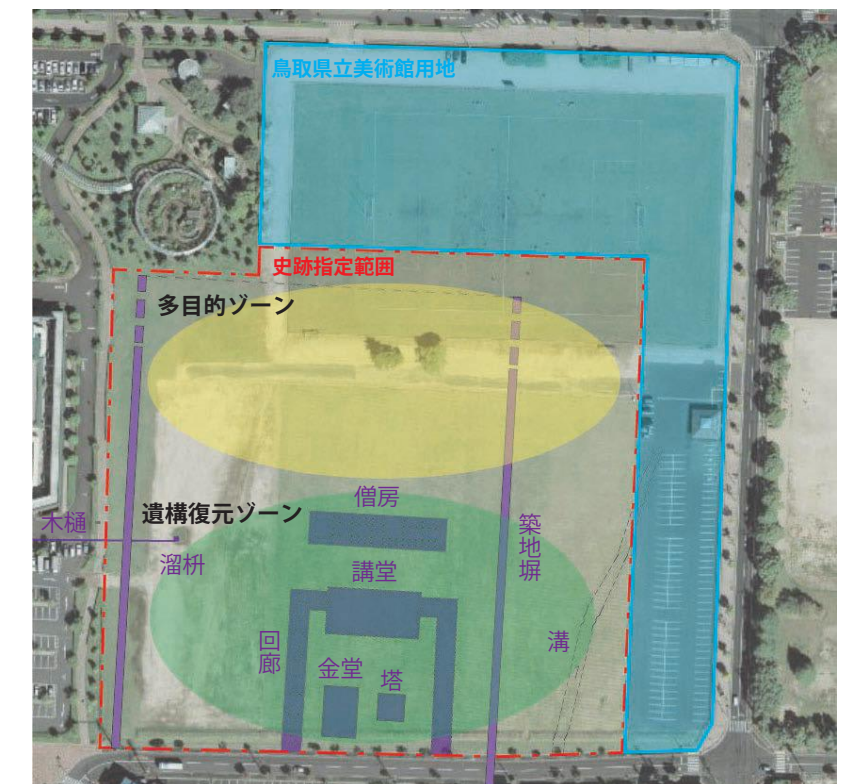 鳥取県立美術館用地
史跡指定範囲
多目的ゾーン
遺構復元ゾーン
僧房
木樋
溜枡
築地塀
講堂
回廊
溝
金堂
塔